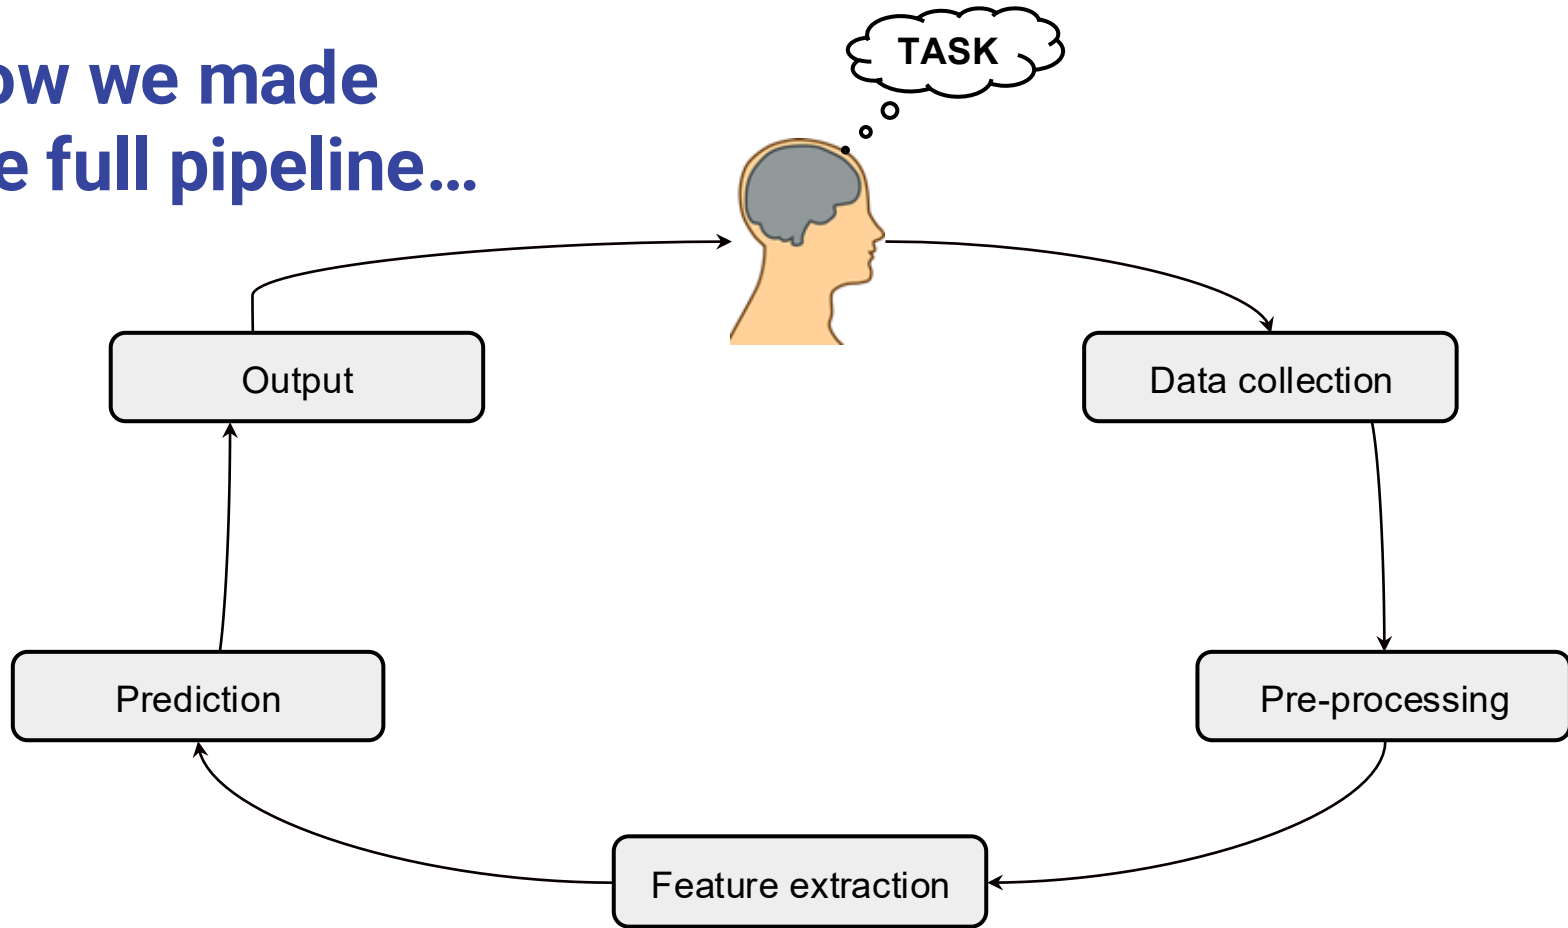 ow we made
e full pipeline...
TASK
Output
Data collection
Prediction
Pre-processing
Feature extraction